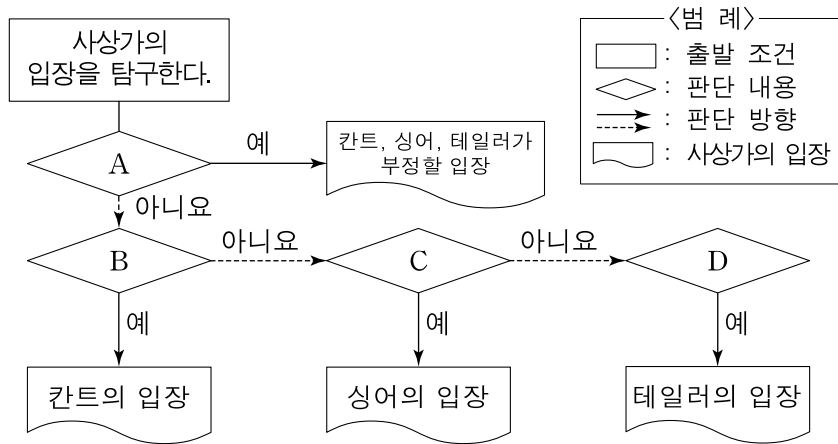 사상가의
입장을 탐구한다.
〈범 례〉
: 출발 조건
: 판단 내용
: 판단 방향
: 사상가의 입장
A
예
칸트, 싱어, 테일러가
부정할 입장
아니요
B
아니요
C
아니요
D
예
예
예
칸트의 입장
싱어의 입장
테일러의 입장